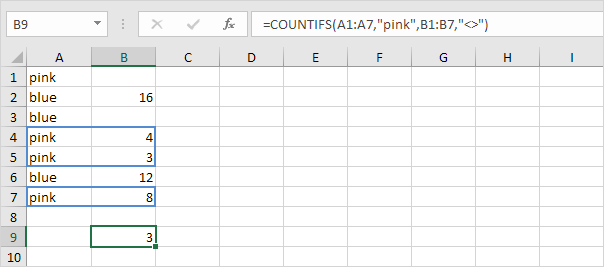 B9 fx =COUNTIFS(A1:A7,"pink",B1:B7,"<>")
A B C D E F G H I
1 pink
2 blue 16
3 blue
4 pink 4
5 pink 3
6 blue 12
7 pink 8
8
9 3
10